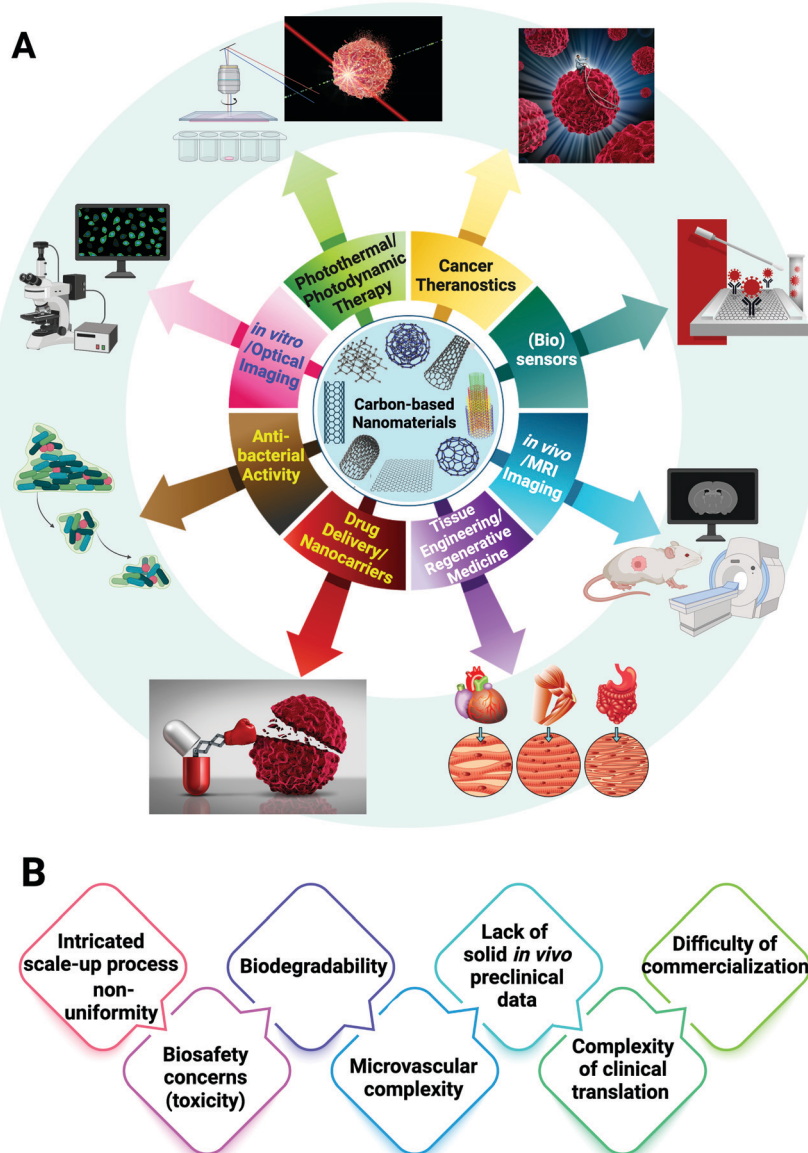 A
Photothermal/
Photodynamic
Therapy
Cancer
Theranostics
(Bio)
sensors
in vivo
/MRI
Imaging
Tissue
Engineering/
Regenerative
Medicine
Drug
Delivery/
Nanocarriers
Anti-
bacterial
Activity
in vitro
/Optical
Imaging
Carbon-based
Nanomaterials
B
Intricated
scale-up process
non-
uniformity
Biosafety
concerns
(toxicity)
Biodegradability
Microvascular
complexity
Lack of
solid in vivo
preclinical
data
Complexity
of clinical
translation
Difficulty of
commercialization